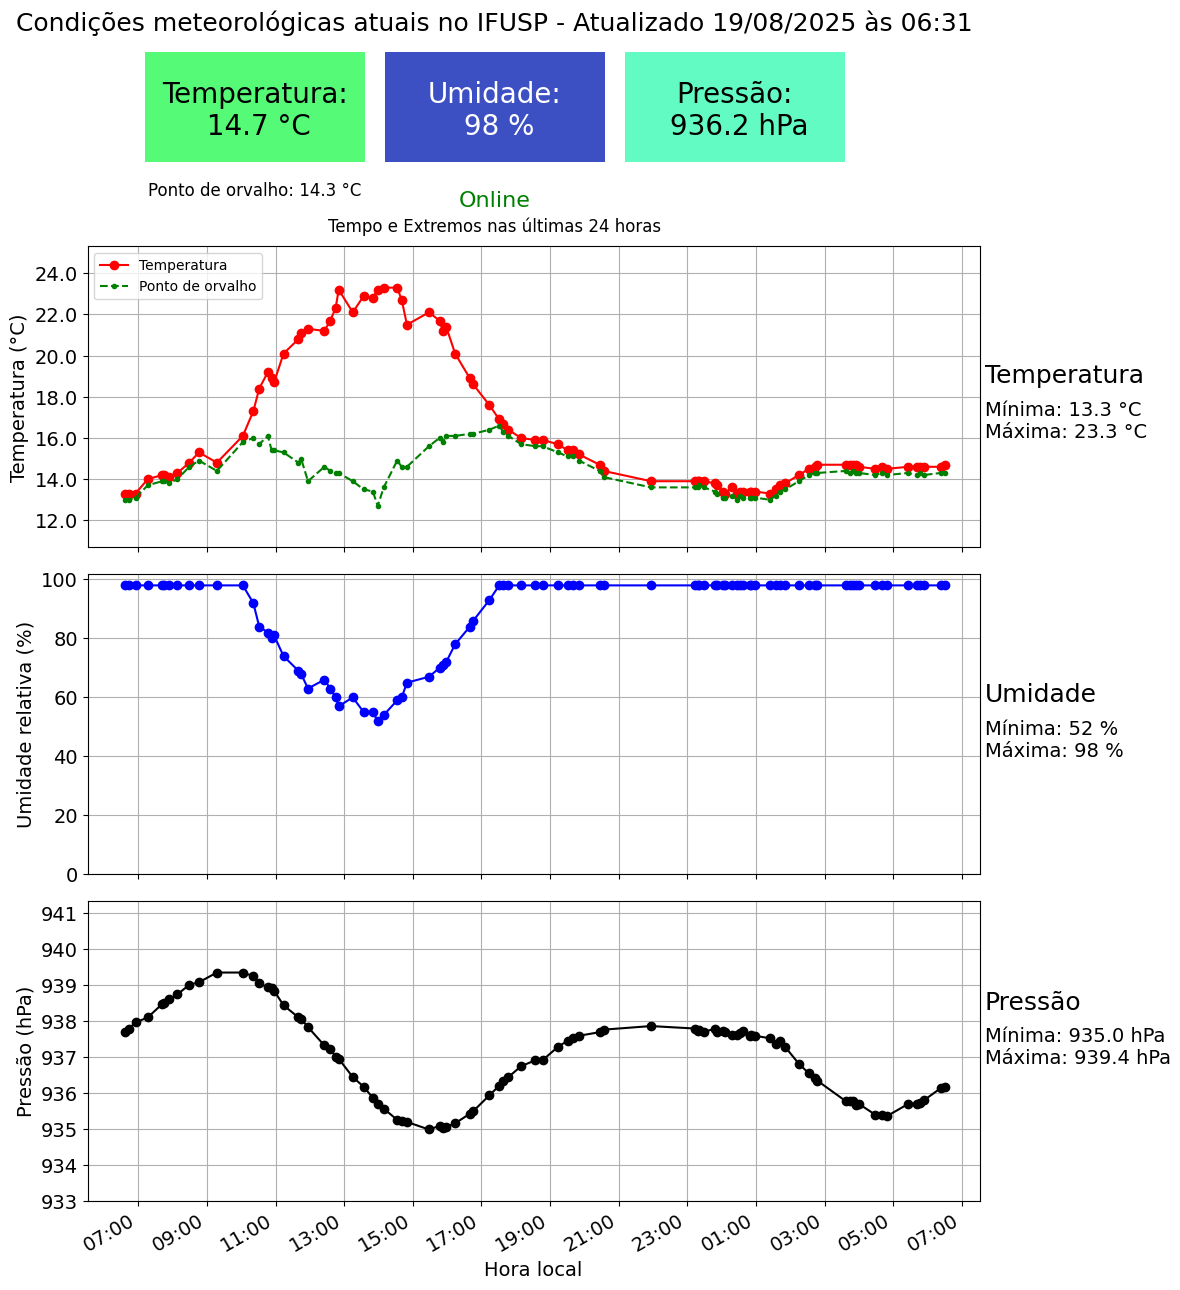 Condições meteorológicas atuais no IFUSP - Atualizado 19/08/2025 às 06:31
Temperatura:
14.7 °C
Umidade:
98 %
Pressão:
936.2 hPa
Ponto de orvalho: 14.3 °C
Online
Tempo e Extremos nas últimas 24 horas
Temperatura (°C)
24.0
22.0
20.0
18.0
16.0
14.0
12.0
Temperatura
Ponto de orvalho
Temperatura
Mínima: 13.3 °C
Máxima: 23.3 °C
Umidade relativa (%)
100
80
60
40
20
0
Umidade
Mínima: 52 %
Máxima: 98 %
Pressão (hPa)
941
940
939
938
937
936
935
934
933
Pressão
Mínima: 935.0 hPa
Máxima: 939.4 hPa
07:00 09:00 11:00 13:00 15:00 17:00 19:00 21:00 23:00 01:00 03:00 05:00 07:00
Hora local